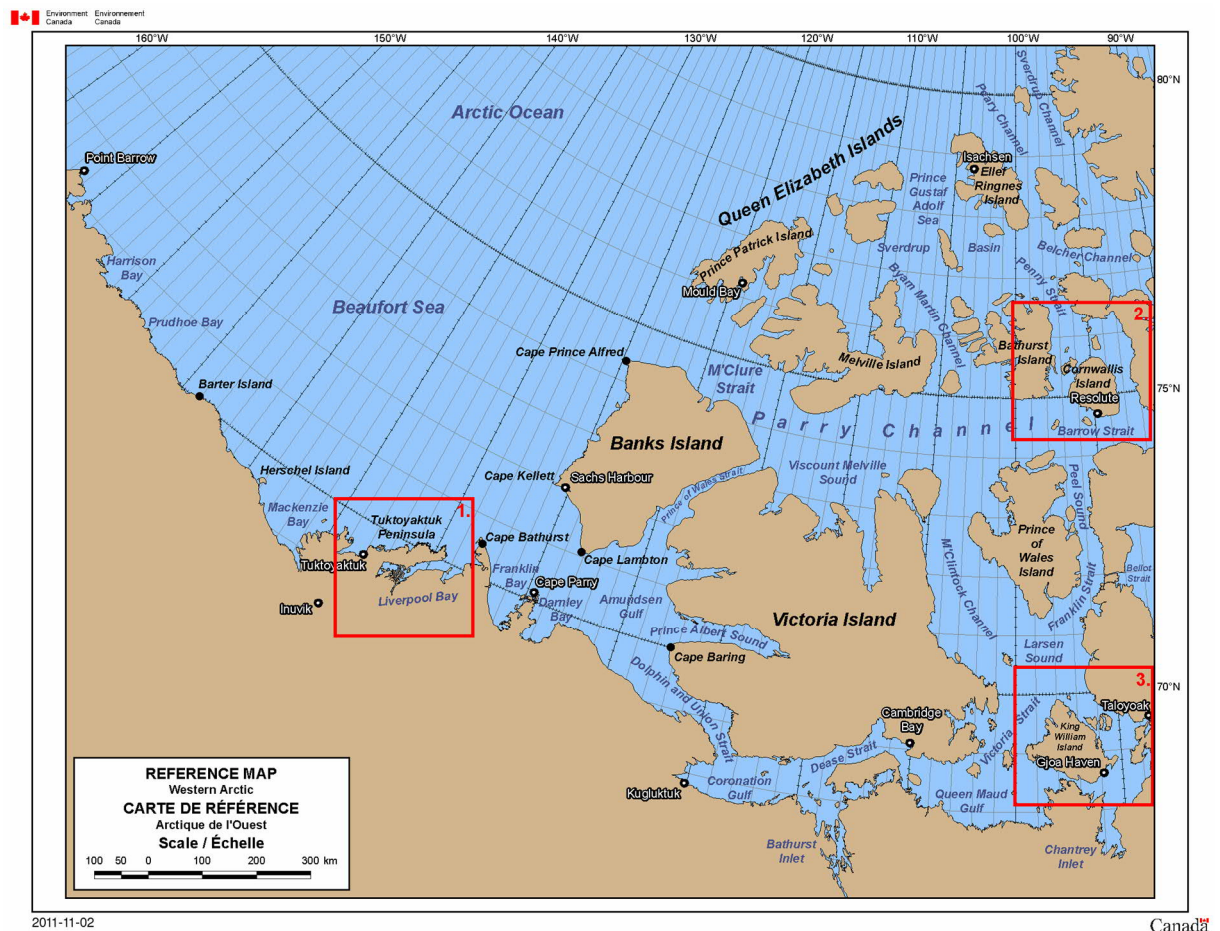 Environment Environnement
Canada Canada
160°W 150°W 140°W 130°W 120°W 110°W 100°W 90°W
80°N
75°N
70°N
Arctic Ocean
Sverdrup Channel
Peary Channel
Point Barrow
Queen Elizabeth Islands
Isachsen
Ellef
Ringnes
Island
Prince
Gustaf
Adolf
Sea
Prince Patrick Island
Sverdrup Basin
Belcher Channel
Harrison
Bay
Mould Bay
Penny Strait
Byam Martin Channel
Beaufort Sea
2.
Prudhoe Bay
Bathurst
Island
Cape Prince Alfred
Melville Island
M'Clure
Strait
Cornwallis
Island
Resolute
Barter Island
Parry Channel
Barrow Strait
Banks Island
Herschel Island
Cape Kellett
Sachs Harbour
Viscount Melville
Sound
Prince of Wales Strait
Peel Sound
Mackenzie
Bay
1.
Tuktoyaktuk
Peninsula
Prince
of
Wales
Island
Cape Bathurst
Tuktoyaktuk
Franklin
Bay
Cape Lambton
M'Clintock Channel
Bellot
Strait
Cape Parry
Inuvik
Liverpool Bay
Darnley
Bay
Amundsen
Gulf
Victoria Island
Franklin Strait
Prince Albert Sound
Larsen
Sound
Cape Baring
Dolphin and Union Strait
3.
Taloyoak
Cambridge
Bay
Victoria Strait
King
William
Island
Gjoa Haven
Dease Strait
Kugluktuk
Coronation
Gulf
Queen Maud
Gulf
Bathurst
Inlet
Chantrey
Inlet
REFERENCE MAP
Western Arctic
CARTE DE RÉFÉRENCE
Arctique de l'Ouest
Scale / Échelle
100 50 0 100 200 300 km
2011-11-02
Canada